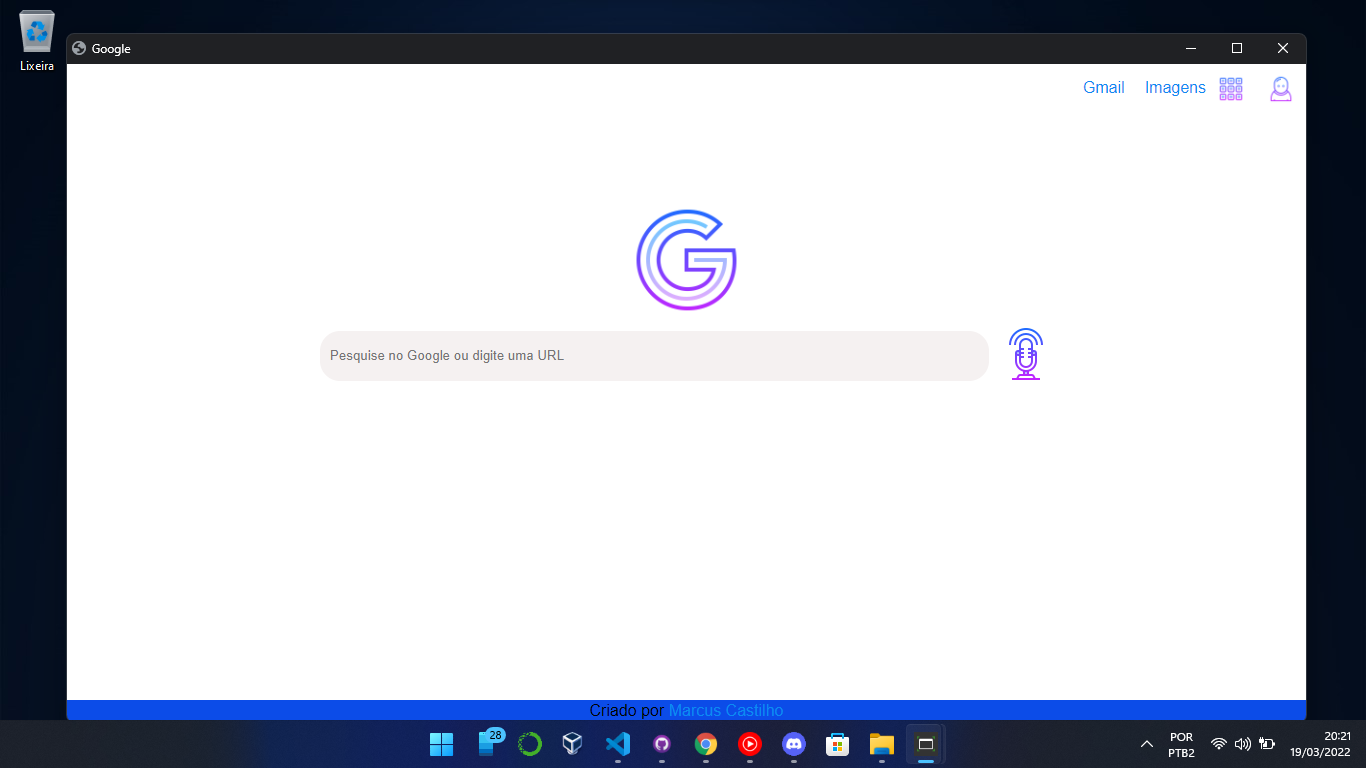 Lixeira
Google
Gmail Imagens
G
Pesquise no Google ou digite uma URL
Criado por Marcus Castilho
28
POR
PTB2
20:21
19/03/2022